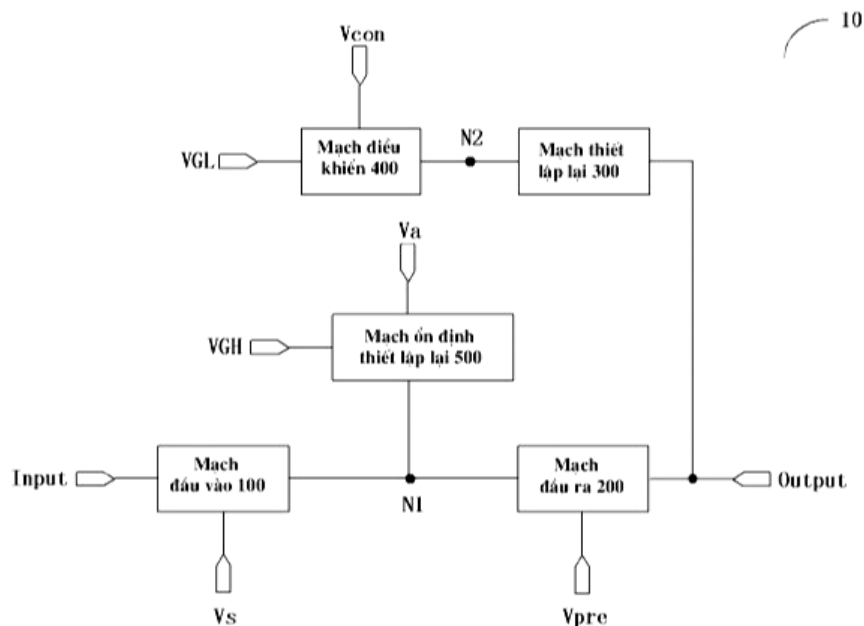 10
Vcon
VGL
Mạch điều
khiển 400
N2
Mạch thiết
lập lại 300
Va
VGH
Mạch ổn định
thiết lập lại 500
Input
Mạch
đầu vào 100
N1
Mạch
đầu ra 200
Output
Vs
Vpre